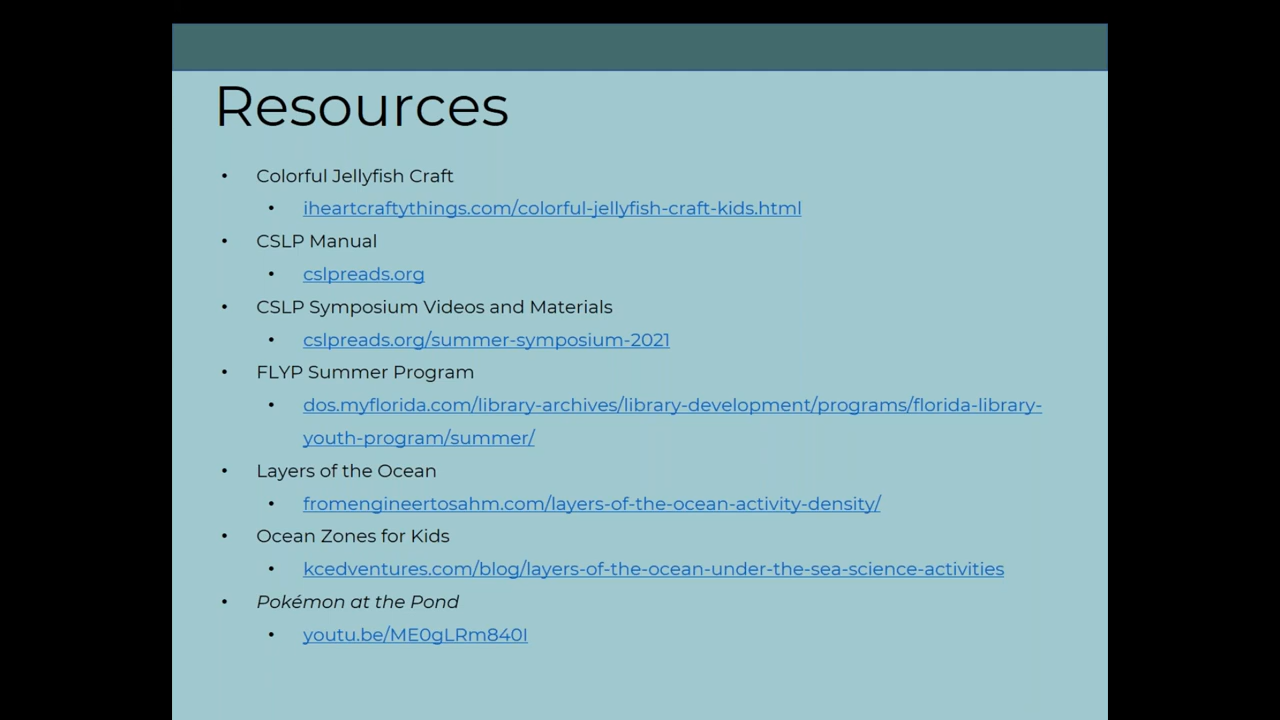 Resources
• Colorful Jellyfish Craft
• iheartcraftythings.com/colorful-jellyfish-craft-kids.html
• CSLP Manual
• cslpreads.org
• CSLP Symposium Videos and Materials
• cslpreads.org/summer-symposium-2021
• FLYP Summer Program
• dos.myflorida.com/library-archives/library-development/programs/florida-library-
youth-program/summer/
• Layers of the Ocean
• fromengineertosahm.com/layers-of-the-ocean-activity-density/
• Ocean Zones for Kids
• kcedventures.com/blog/layers-of-the-ocean-under-the-sea-science-activities
• Pokémon at the Pond
• youtu.be/ME0gLRm840I